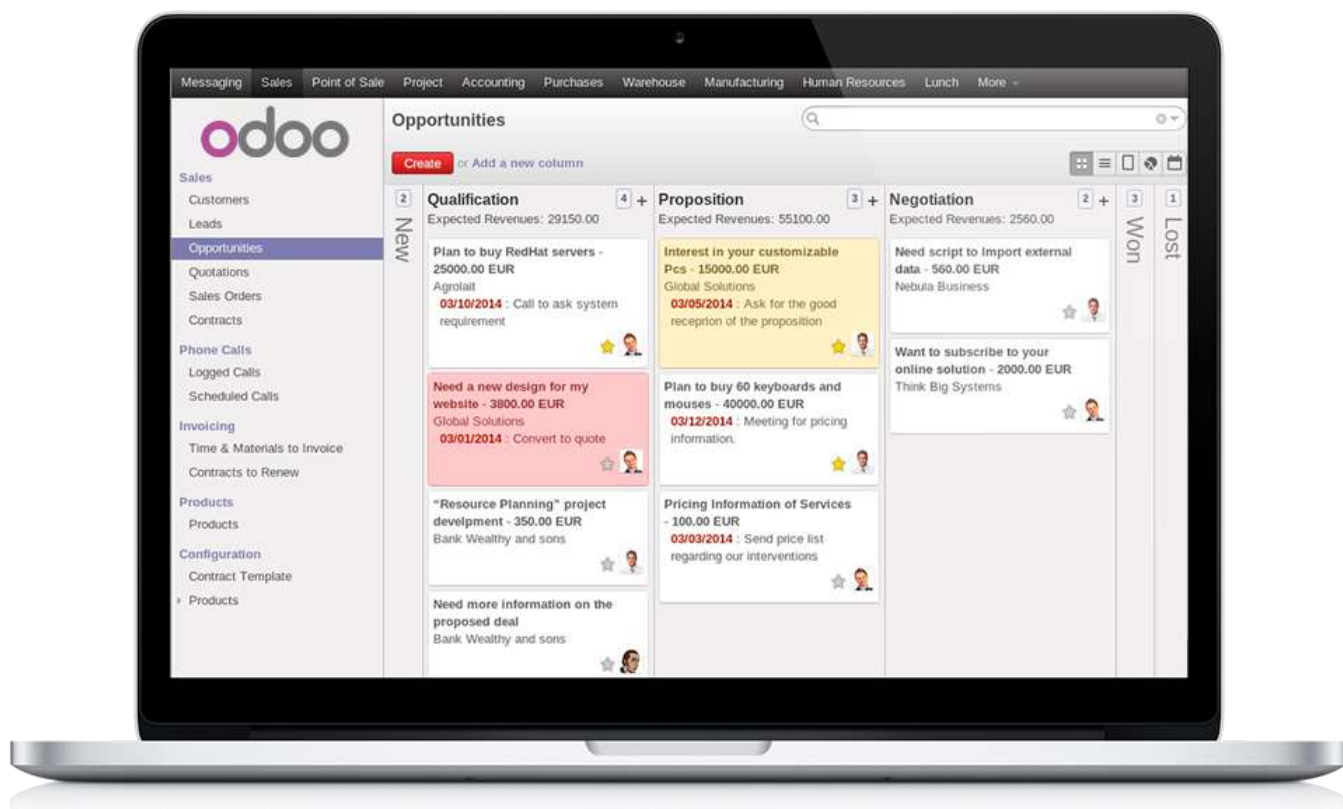 Messaging Sales Point of Sale Project Accounting Purchases Warehouse Manufacturing Human Resources Lunch More
odoo
Sales
Customers
Leads
Opportunities
Quotations
Sales Orders
Contracts
Phone Calls
Logged Calls
Scheduled Calls
Invoicing
Time & Materials to Invoice
Contracts to Renew
Products
Products
Configuration
Contract Template
Products
Opportunities
Create or Add a new column
2
New
Qualification 4 +
Expected Revenues: 29150.00
Plan to buy RedHat servers -
25000.00 EUR
Agrolait
03/10/2014 : Call to ask system
requirement
Need a new design for my
website - 3800.00 EUR
Global Solutions
03/01/2014 : Convert to quote
“Resource Planning” project
develpment - 350.00 EUR
Bank Wealthy and sons
Need more information on the
proposed deal
Bank Wealthy and sons
Proposition 3 +
Expected Revenues: 55100.00
Interest in your customizable
Pcs - 15000.00 EUR
Global Solutions
03/05/2014 : Ask for the good
receprion of the proposition
Plan to buy 60 keyboards and
mouses - 40000.00 EUR
03/12/2014 : Meeting for pricing
information.
Pricing Information of Services
- 100.00 EUR
03/03/2014 : Send price list
regarding our interventions
Negotiation 2 +
Expected Revenues: 2560.00
Need script to Import external
data - 560.00 EUR
Nebula Business
Want to subscribe to your
online solution - 2000.00 EUR
Think Big Systems
3
Won
1
Lost